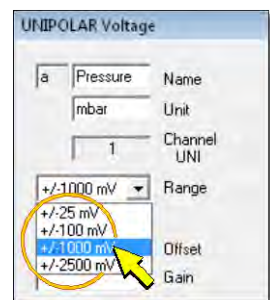 UNIPOLAR Voltage
a Pressure Name
mbar Unit
1 Channel
UNI
+/-1000 mV Range
+/-25 mV
+/-100 mV
+/-1000 mV Offset
+/-2500 mV
Gain